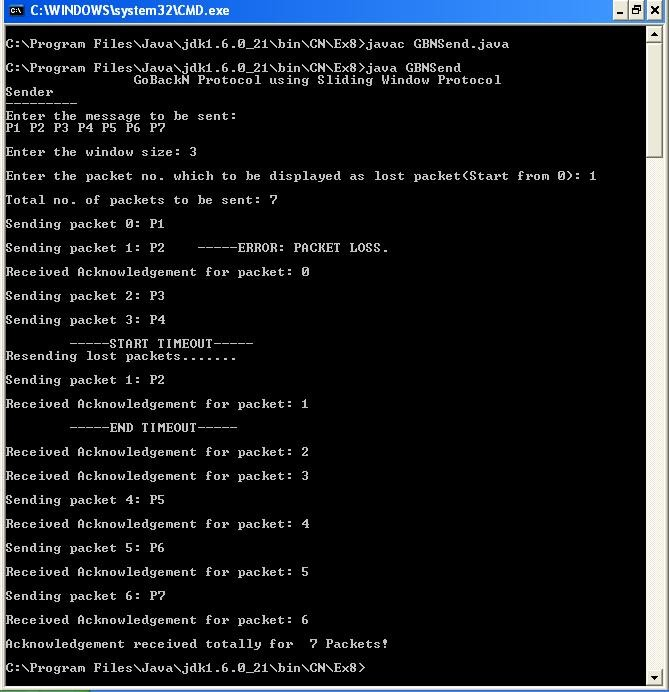 C:\WINDOWS\system32\CMD.exe
C:\Program Files\Java\jdk1.6.0_21\bin\CN\Ex8>javac GBNSend.java
C:\Program Files\Java\jdk1.6.0_21\bin\CN\Ex8>java GBNSend
GoBackN Protocol using Sliding Window Protocol
Sender
---------
Enter the message to be sent:
P1 P2 P3 P4 P5 P6 P7
Enter the window size: 3
Enter the packet no. which to be displayed as lost packet(Start from 0): 1
Total no. of packets to be sent: 7
Sending packet 0: P1
Sending packet 1: P2    -----ERROR: PACKET LOSS.
Received Acknowledgement for packet: 0
Sending packet 2: P3
Sending packet 3: P4
-----START TIMEOUT-----
Resending lost packets.......
Sending packet 1: P2
Received Acknowledgement for packet: 1
-----END TIMEOUT-----
Received Acknowledgement for packet: 2
Received Acknowledgement for packet: 3
Sending packet 4: P5
Received Acknowledgement for packet: 4
Sending packet 5: P6
Received Acknowledgement for packet: 5
Sending packet 6: P7
Received Acknowledgement for packet: 6
Acknowledgement received totally for  7 Packets!
C:\Program Files\Java\jdk1.6.0_21\bin\CN\Ex8>